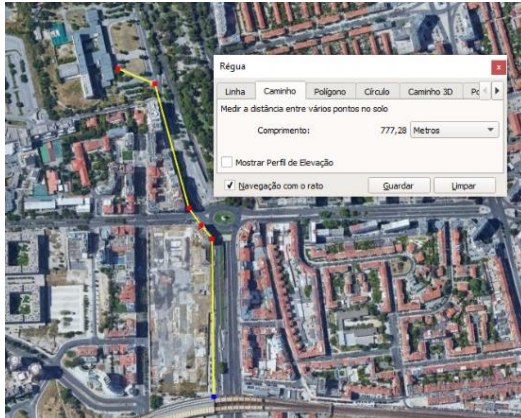 Régua
Linha Caminho Polígono Círculo Caminho 3D
Medir a distância entre vários pontos no solo
Comprimento: 777,28 Metros
Mostrar Perfil de Elevação
Navegação com o rato Guardar Limpar